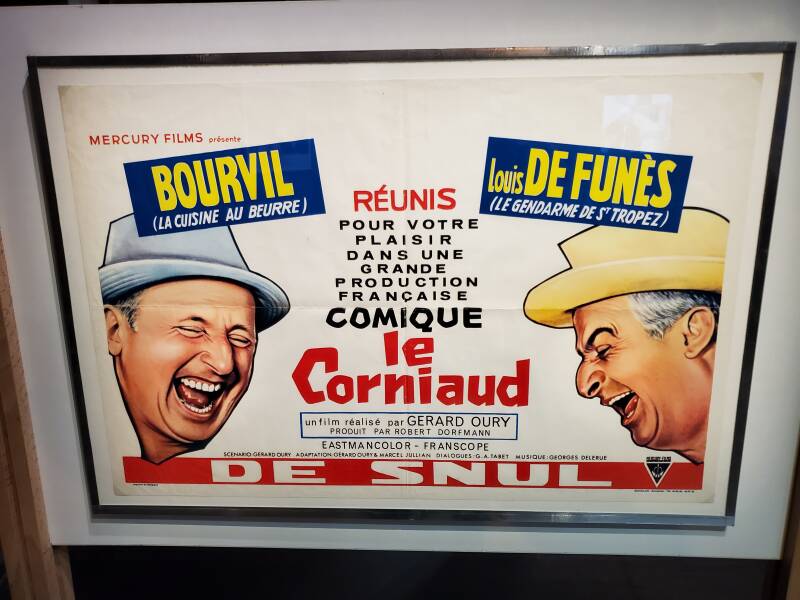 MERCURY FILMS présente
BOURVIL
(LA CUISINE AU BEURRE)
Louis DE FUNÈS
(LE GENDARME DE ST TROPEZ)
RÉUNIS
POUR VOTRE
PLAISIR
DANS UNE
GRANDE
PRODUCTION
FRANÇAISE
COMIQUE
le
Corniaud
un film réalisé par GERARD OURY
PRODUIT PAR ROBERT DORFMANN
EASTMANCOLOR - FRANSCOPE
SCENARIO GERARD OURY ADAPTATION: GERARD OURY & MARCEL JULLIAN DIALOGUES: G.A. TABET MUSIQUE: GEORGES DELERUE
DE SNUL
MERCURY FILMS